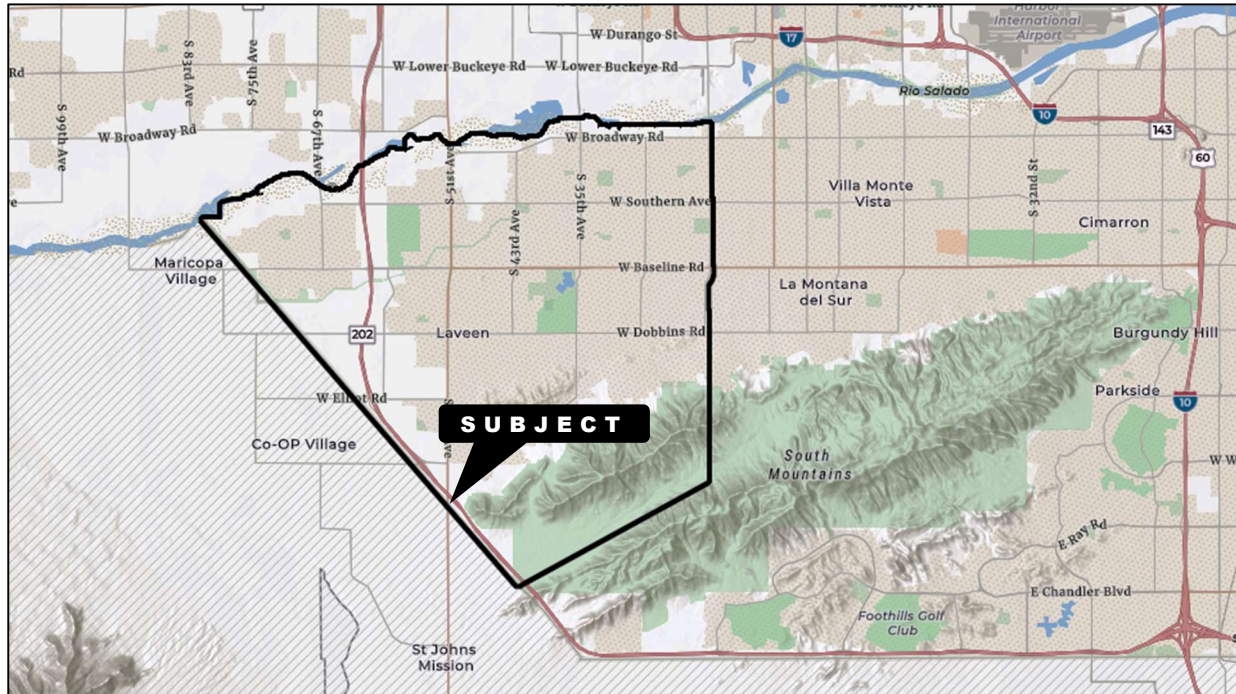 Harbor
International
Airport
W Durango St
17
Rd
S 83rd Ave
S 75th Ave
W Lower Buckeye Rd
W Lower Buckeye Rd
Rio Salado
10
S 99th Ave
W Broadway Rd
S 67th Ave
W Broadway Rd
143
60
S 51st Ave
S 35th Ave
S 32nd St
Villa Monte
Vista
W Southern Ave
S 43rd Ave
Cimarron
Maricopa
Village
W Baseline Rd
La Montana
del Sur
202
Laveen
W Dobbins Rd
Burgundy Hill
Parkside
W Elliot Rd
10
SUBJECT
Co-OP Village
South
Mountains
W W
E Ray Rd
E Chandler Blvd
Foothills Golf
Club
St Johns
Mission